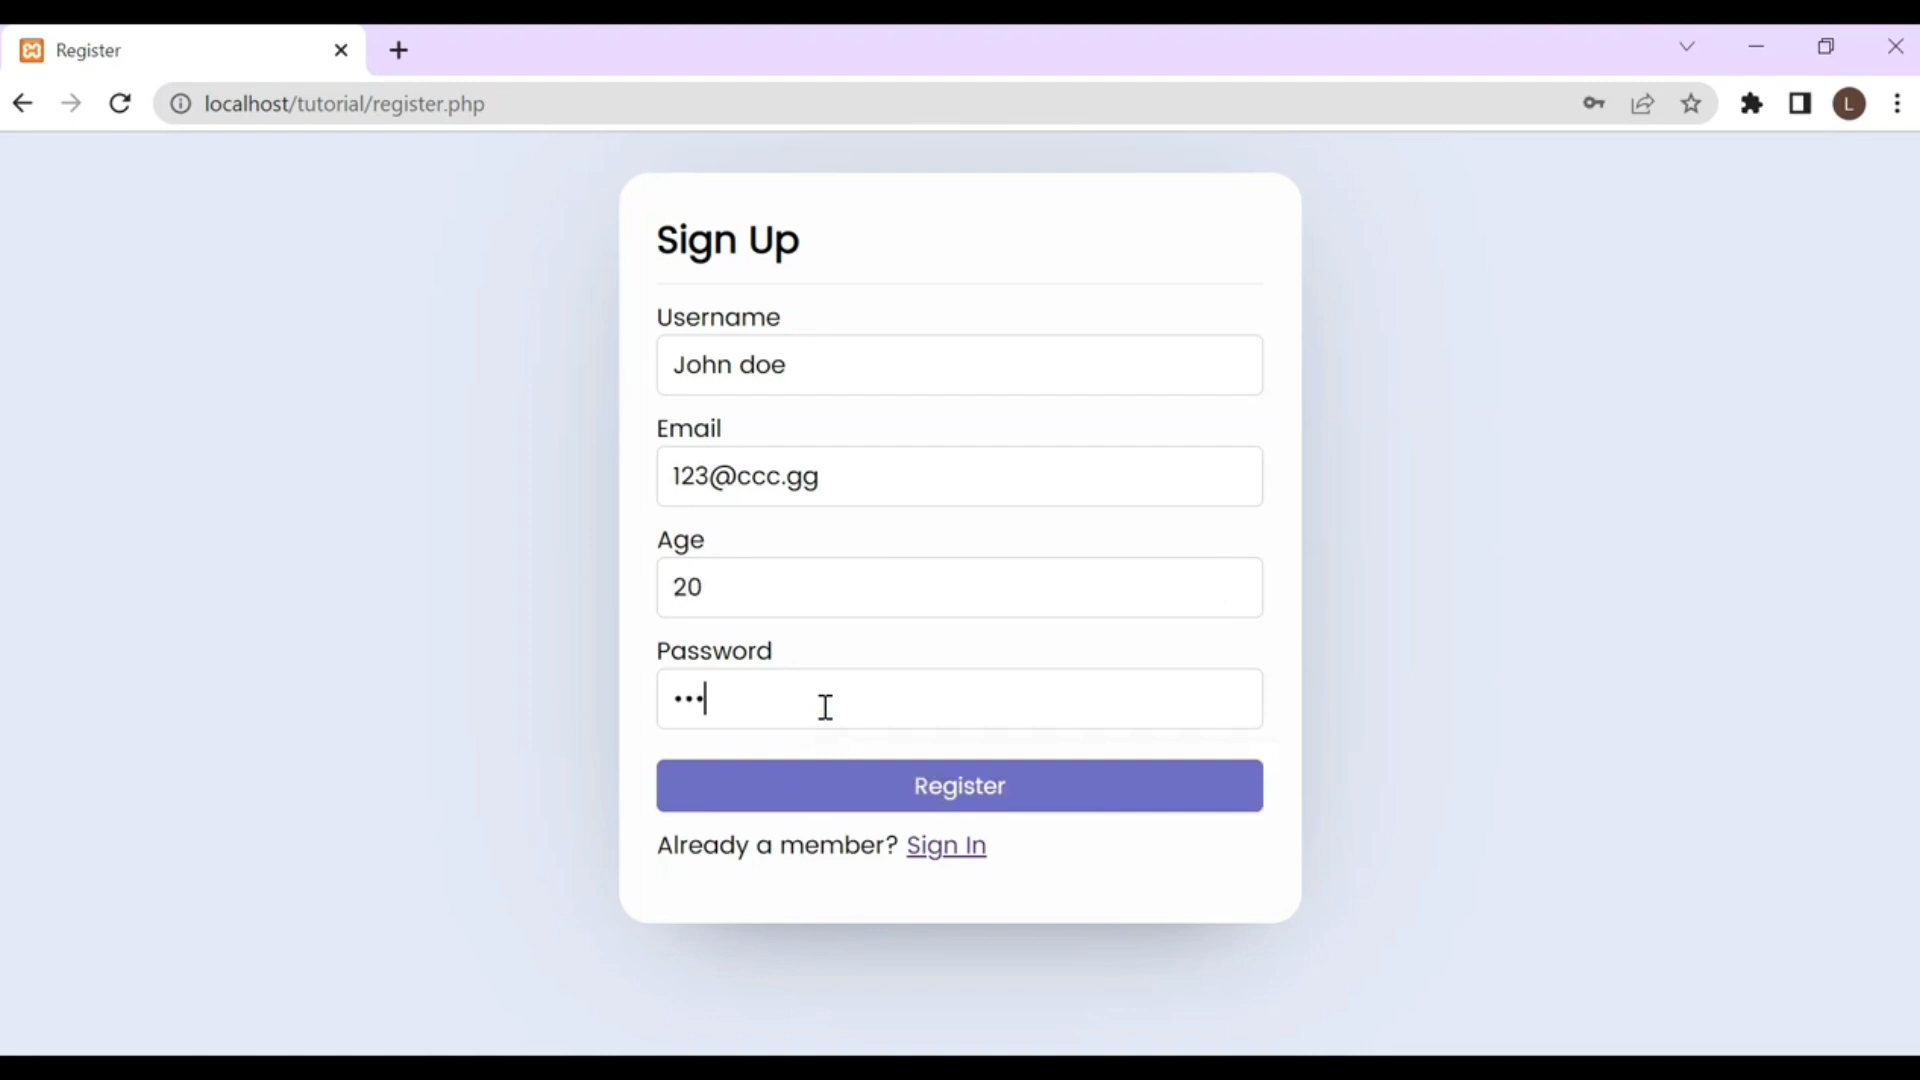 Register
localhost/tutorial/register.php
L
Sign Up
Username
John doe
Email
123@ccc.gg
Age
20
Password
•••
Register
Already a member? Sign In